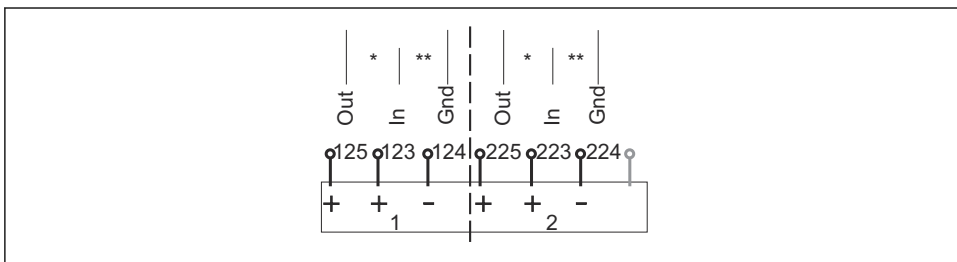 * ** * **
Out In Gnd Out In Gnd
125 123 124 225 223 224
+ + - + + -
1 2